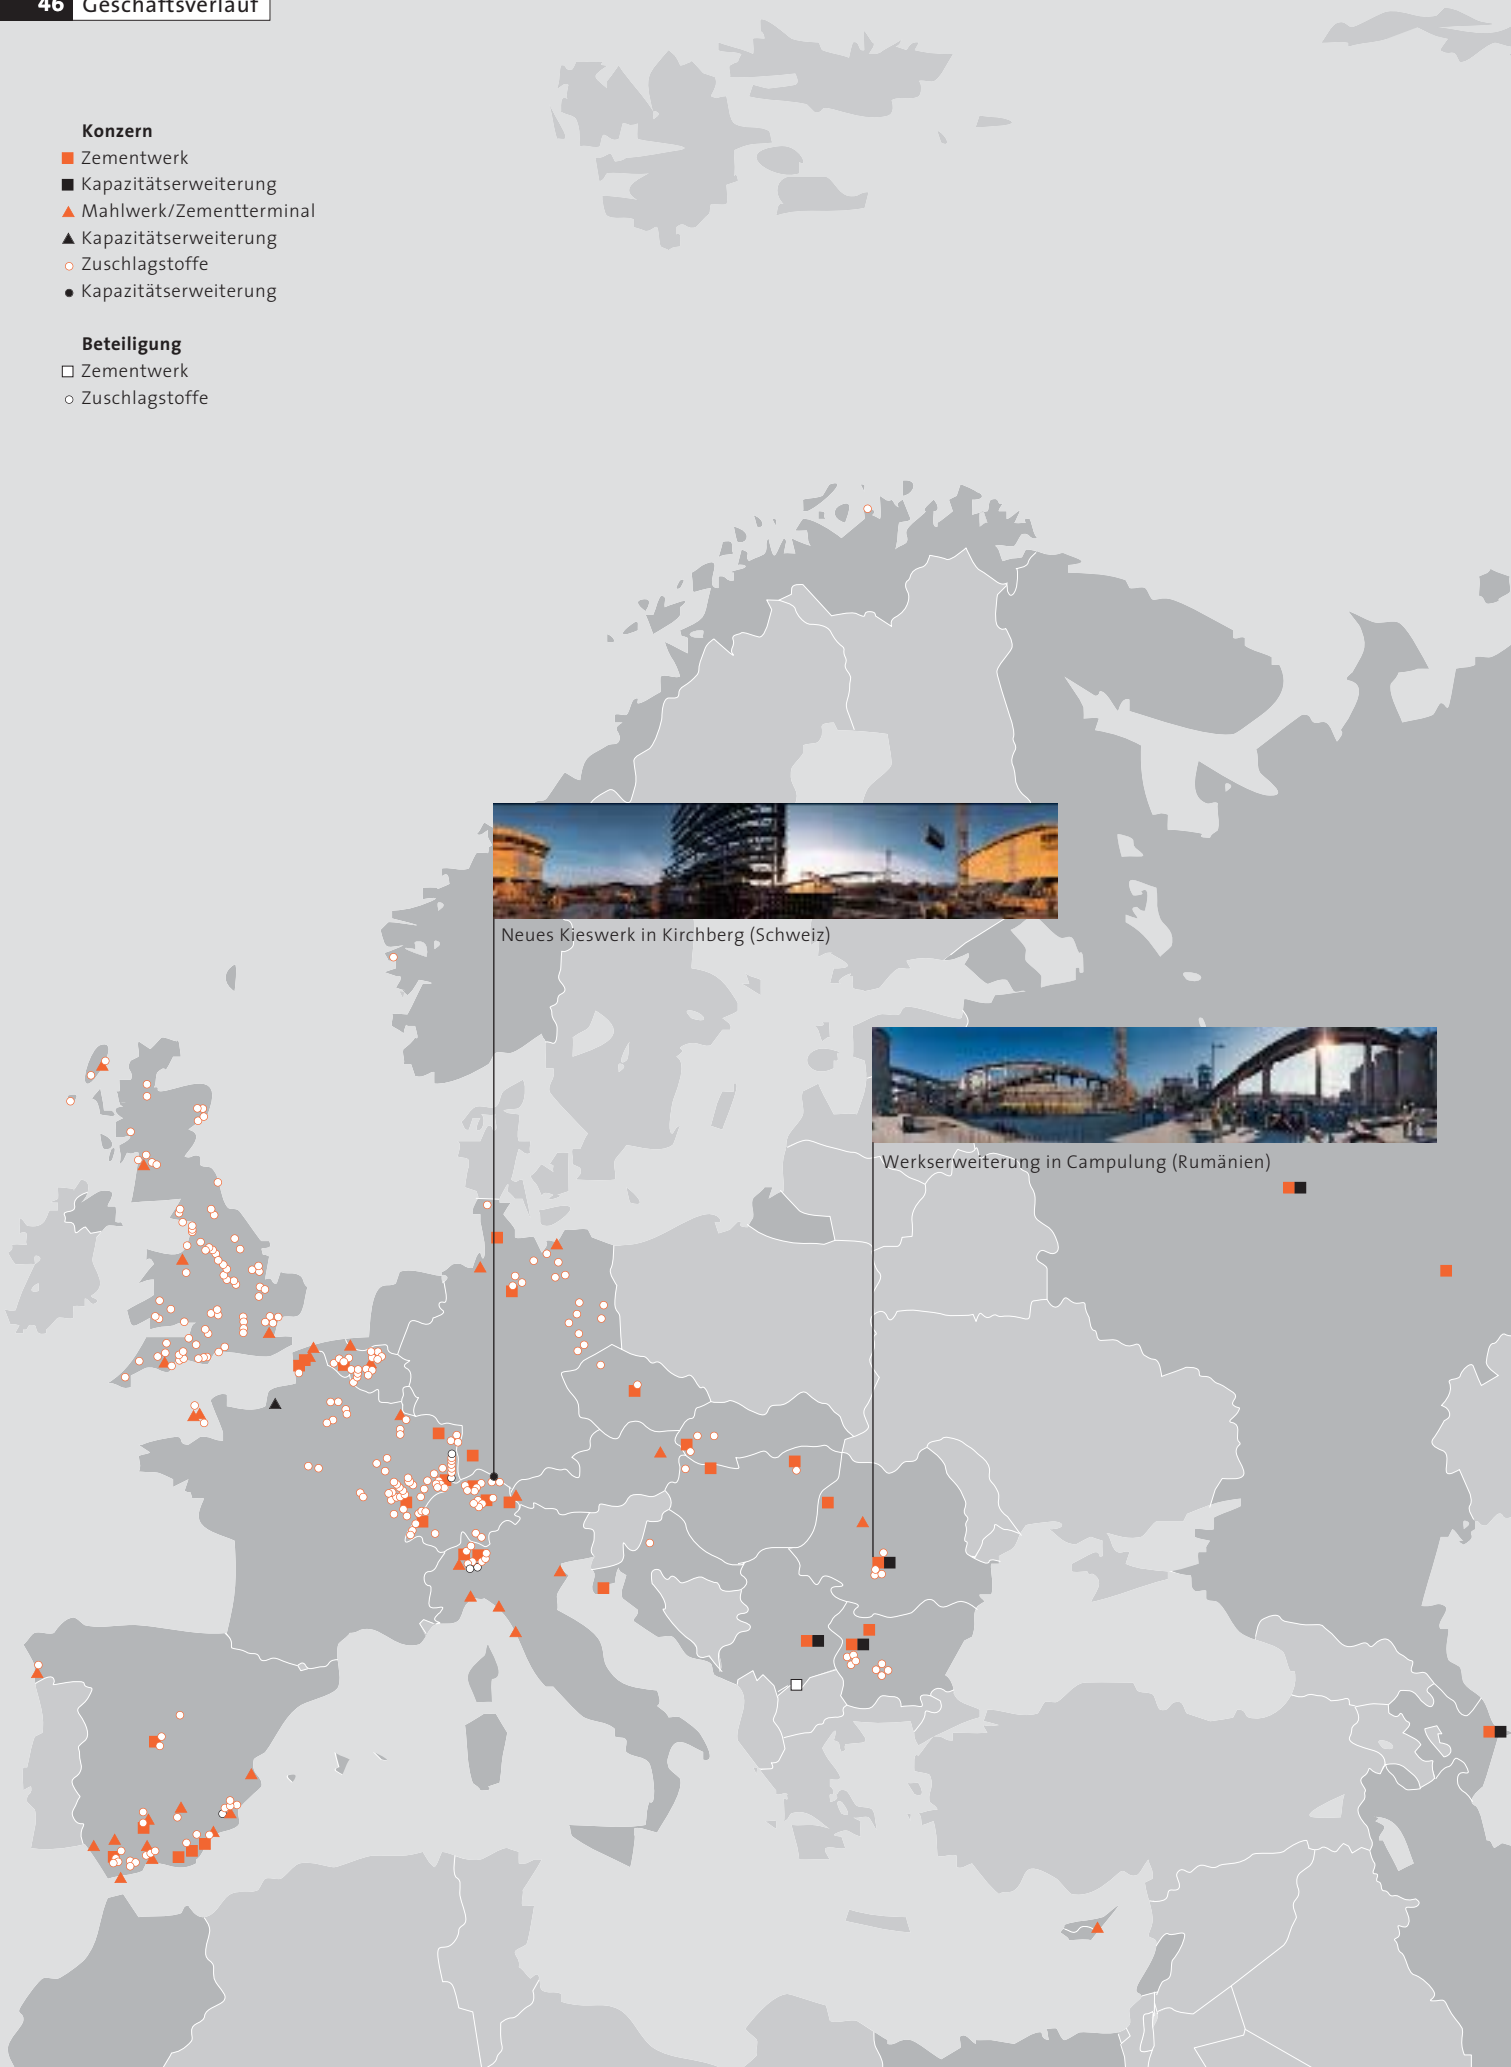 46 Geschäftsverlauf
Konzern
Zementwerk
Kapazitätserweiterung
Mahlwerk/Zementterminal
Kapazitätserweiterung
Zuschlagstoffe
Kapazitätserweiterung
Beteiligung
Zementwerk
Zuschlagstoffe
Neues Kieswerk in Kirchberg (Schweiz)
Werkserweiterung in Campulung (Rumänien)